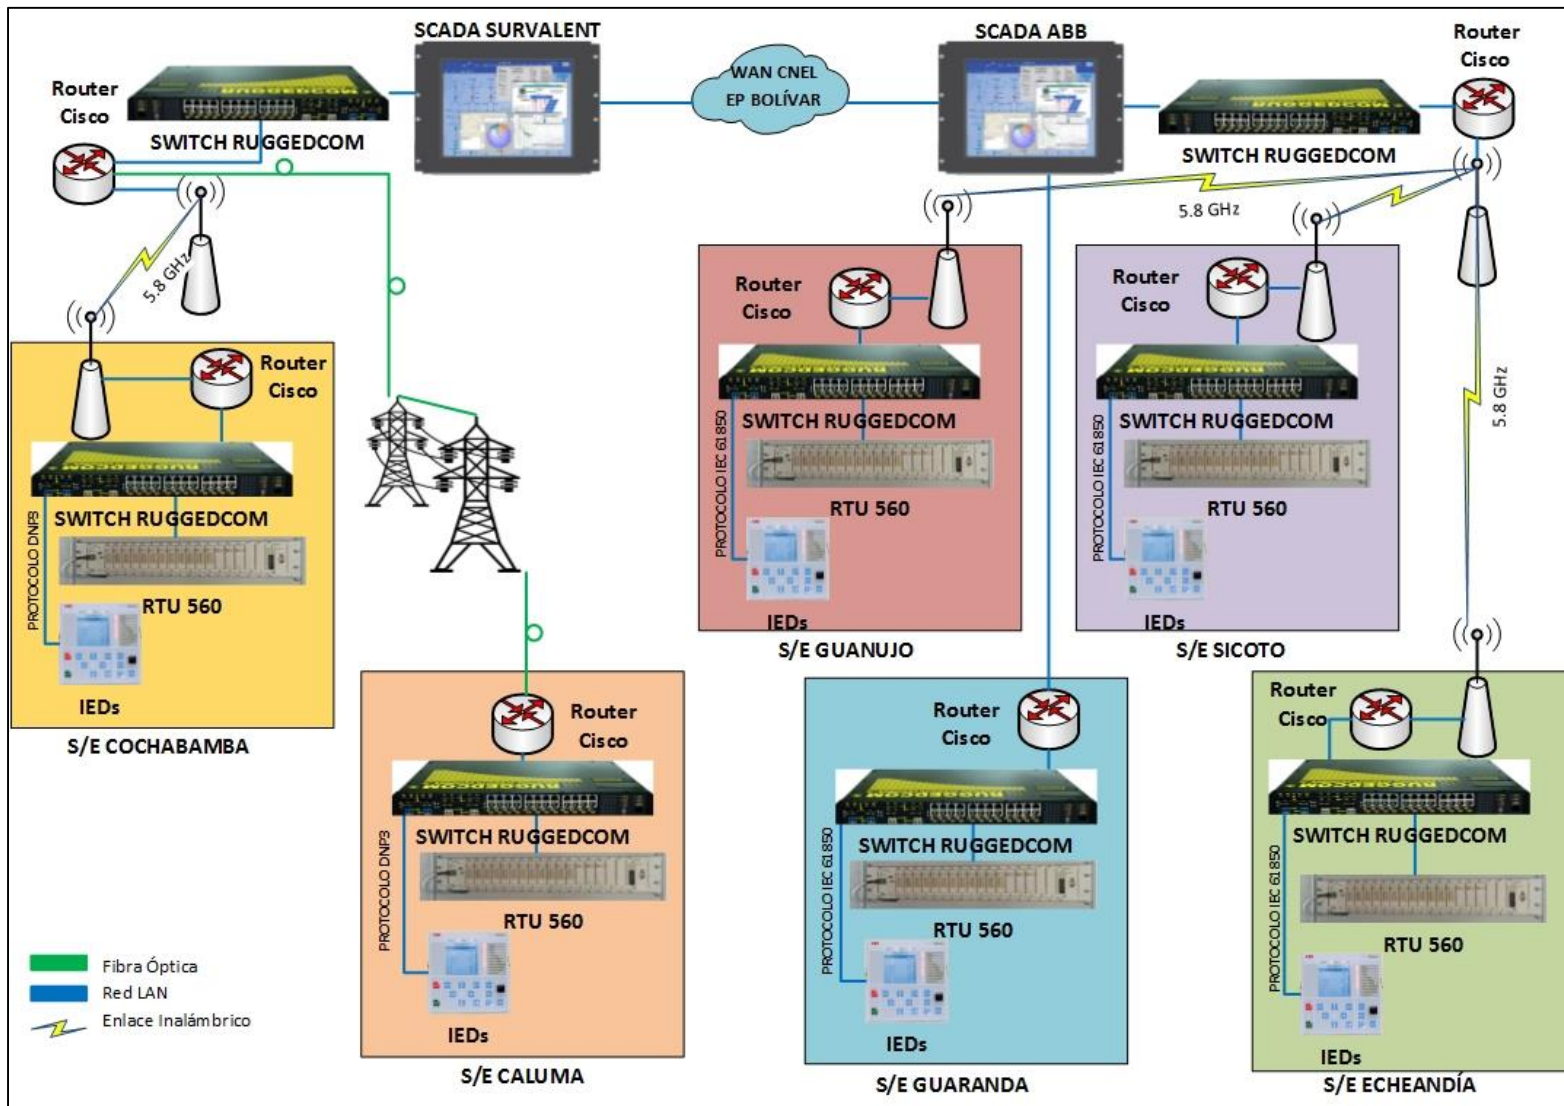 SCADA SURVALENT
SCADA ABB
Router
Cisco
Router
Cisco
WAN CNEL
EP BOLÍVAR
SWITCH RUGGEDCOM
SWITCH RUGGEDCOM
5.8 GHz
5.8 GHz
5.8 GHz
Router
Cisco
RUGGEDCOM
SWITCH RUGGEDCOM
PROTOCOLO DNP3
RTU 560
IEDs
S/E COCHABAMBA
Router
Cisco
SWITCH RUGGEDCOM
PROTOCOLO IEC 61850
RTU 560
IEDs
S/E GUANUJO
Router
Cisco
SWITCH RUGGEDCOM
PROTOCOLO IEC 61850
RTU 560
IEDs
S/E SICOTO
Router
Cisco
RUGGEDCOM
SWITCH RUGGEDCOM
PROTOCOLO DNP3
RTU 560
IEDs
S/E CALUMA
Router
Cisco
RUGGEDCOM
SWITCH RUGGEDCOM
PROTOCOLO IEC 61850
RTU 560
IEDs
S/E GUARANDA
Router
Cisco
RUGGEDCOM
SWITCH RUGGEDCOM
PROTOCOLO IEC 61850
RTU 560
IEDs
S/E ECHEANDÍA
Fibra Óptica
Red LAN
Enlace Inalámbrico